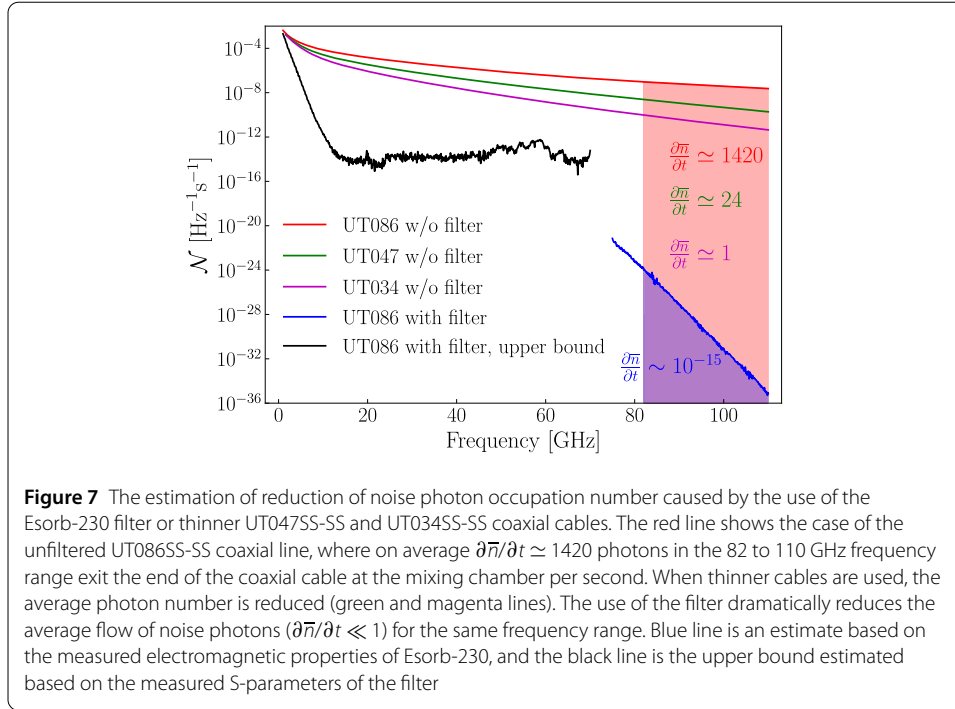 10⁻⁴
10⁻⁸
10⁻¹²
10⁻¹⁶
10⁻²⁰
10⁻²⁴
10⁻²⁸
10⁻³²
10⁻³⁶
𝒩 [Hz⁻¹s⁻¹]
∂n̅/∂t ≃ 1420
∂n̅/∂t ≃ 24
∂n̅/∂t ≃ 1
∂n̅/∂t ∼ 10⁻¹⁵
UT086 w/o filter
UT047 w/o filter
UT034 w/o filter
UT086 with filter
UT086 with filter, upper bound
0 20 40 60 80 100
Frequency [GHz]
Figure 7 The estimation of reduction of noise photon occupation number caused by the use of the
Esorb-230 filter or thinner UT047SS-SS and UT034SS-SS coaxial cables. The red line shows the case of the
unfiltered UT086SS-SS coaxial line, where on average ∂n̅/∂t ≃ 1420 photons in the 82 to 110 GHz frequency
range exit the end of the coaxial cable at the mixing chamber per second. When thinner cables are used, the
average photon number is reduced (green and magenta lines). The use of the filter dramatically reduces the
average flow of noise photons (∂n̅/∂t ≪ 1) for the same frequency range. Blue line is an estimate based on
the measured electromagnetic properties of Esorb-230, and the black line is the upper bound estimated
based on the measured S-parameters of the filter